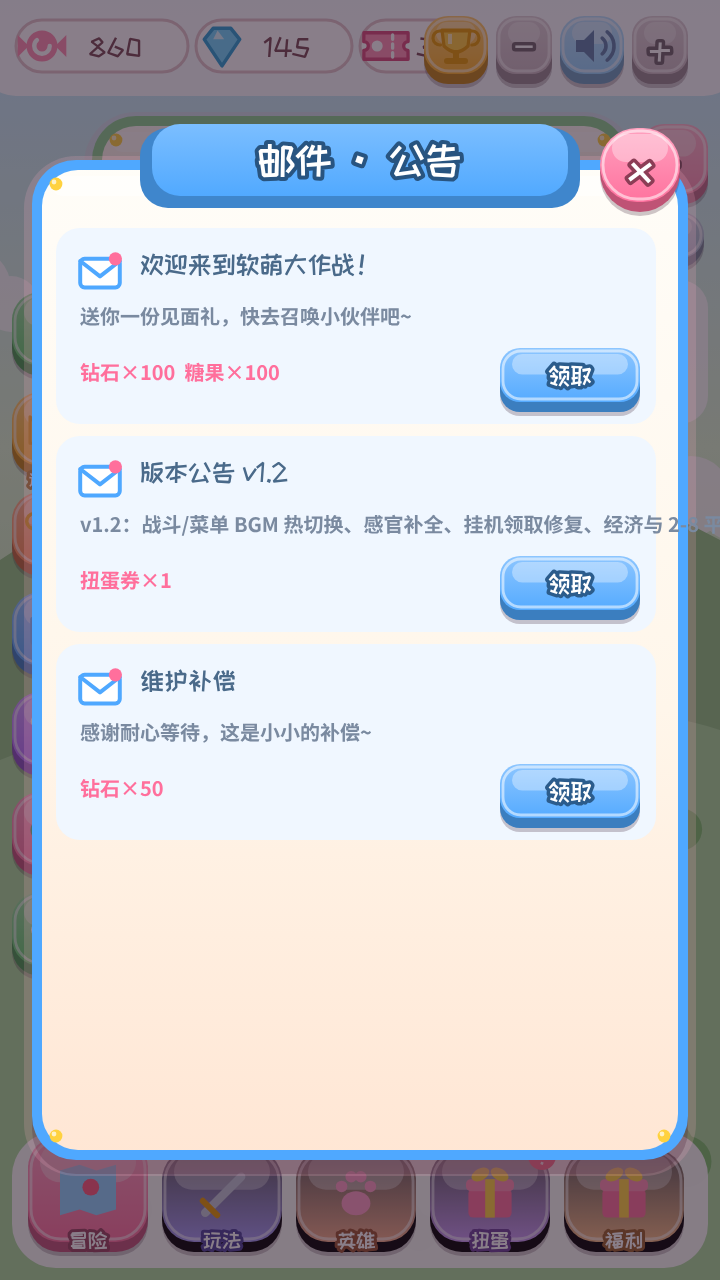 860
145
邮件 · 公告
欢迎来到软萌大作战！
送你一份见面礼，快去召唤小伙伴吧~
钻石×100 糖果×100
领取
版本公告 v1.2
v1.2：战斗/菜单 BGM 热切换、感官补全、挂机领取修复、经济与 2-
扭蛋券×1
领取
维护补偿
感谢耐心等待，这是小小的补偿~
钻石×50
领取
冒险
玩法
英雄
扭蛋
福利